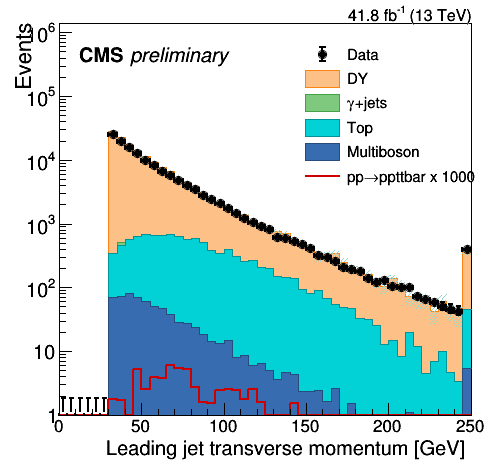 41.8 fb⁻¹ (13 TeV)
CMS preliminary
Events
Data
DY
γ+jets
Top
Multiboson
pp→ppttbar x 1000
10⁶
10⁵
10⁴
10³
10²
10
1
0 50 100 150 200 250
Leading jet transverse momentum [GeV]